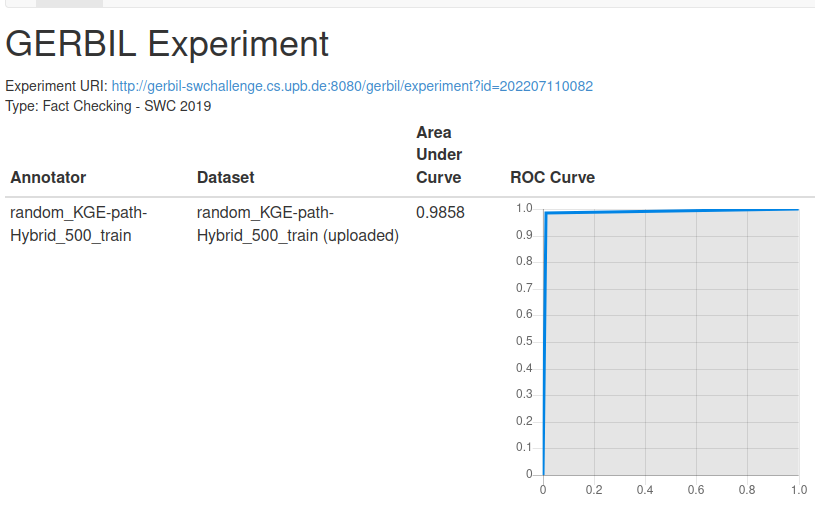 GERBIL Experiment
Experiment URI: http://gerbil-swchallenge.cs.upb.de:8080/gerbil/experiment?id=202207110082
Type: Fact Checking - SWC 2019
Area
Under
Annotator Dataset Curve ROC Curve
random_KGE-path- random_KGE-path- 0.9858
Hybrid_500_train Hybrid_500_train (uploaded)
1.0
0.9
0.8
0.7
0.6
0.5
0.4
0.3
0.2
0.1
0
0 0.2 0.4 0.6 0.8 1.0